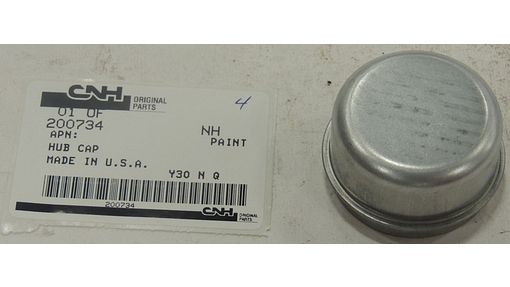 CNH ORIGINAL
PARTS
01 OF
4
200734
NH
APN:
PAINT
HUB CAP
MADE IN U.S.A.
Y30 N Q
200734
CNH ORIGINAL
PARTS